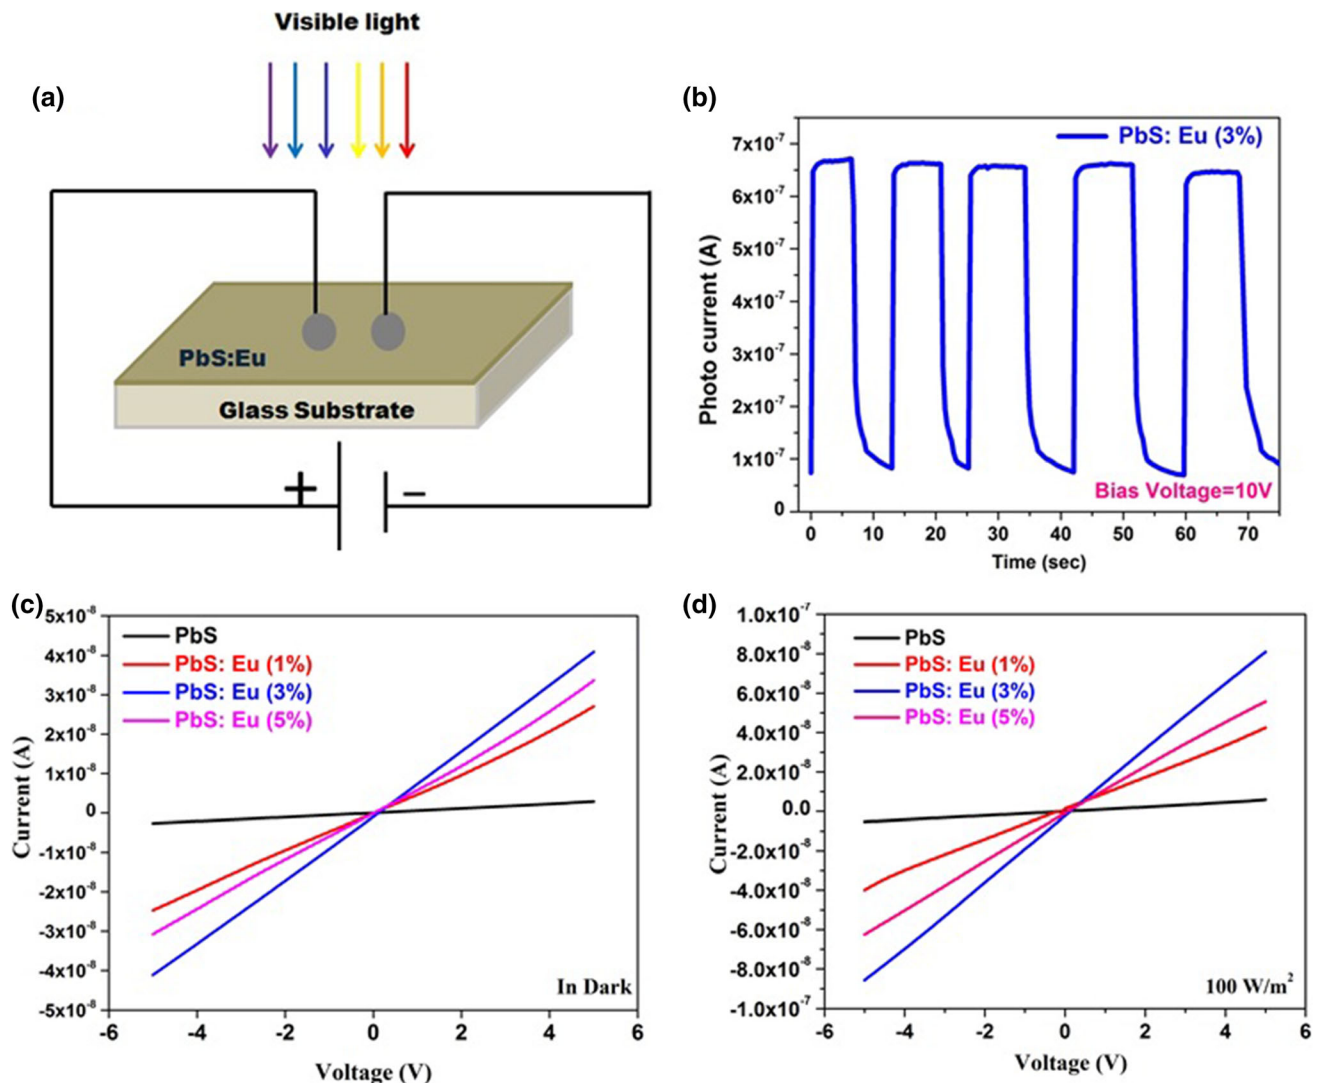 (a)
Visible light
PbS:Eu
Glass Substrate
+
−
(b)
PbS: Eu (3%)
7x10⁻⁷
6x10⁻⁷
5x10⁻⁷
4x10⁻⁷
3x10⁻⁷
2x10⁻⁷
1x10⁻⁷
0
Photo current (A)
Bias Voltage=10V
0 10 20 30 40 50 60 70
Time (sec)
(c)
5x10⁻⁸
4x10⁻⁸
3x10⁻⁸
2x10⁻⁸
1x10⁻⁸
0
-1x10⁻⁸
-2x10⁻⁸
-3x10⁻⁸
-4x10⁻⁸
-5x10⁻⁸
Current (A)
PbS
PbS: Eu (1%)
PbS: Eu (3%)
PbS: Eu (5%)
In Dark
-6 -4 -2 0 2 4 6
Voltage (V)
(d)
1.0x10⁻⁷
8.0x10⁻⁸
6.0x10⁻⁸
4.0x10⁻⁸
2.0x10⁻⁸
0.0
-2.0x10⁻⁸
-4.0x10⁻⁸
-6.0x10⁻⁸
-8.0x10⁻⁸
-1.0x10⁻⁷
Current (A)
PbS
PbS: Eu (1%)
PbS: Eu (3%)
PbS: Eu (5%)
100 W/m²
-6 -4 -2 0 2 4 6
Voltage (V)